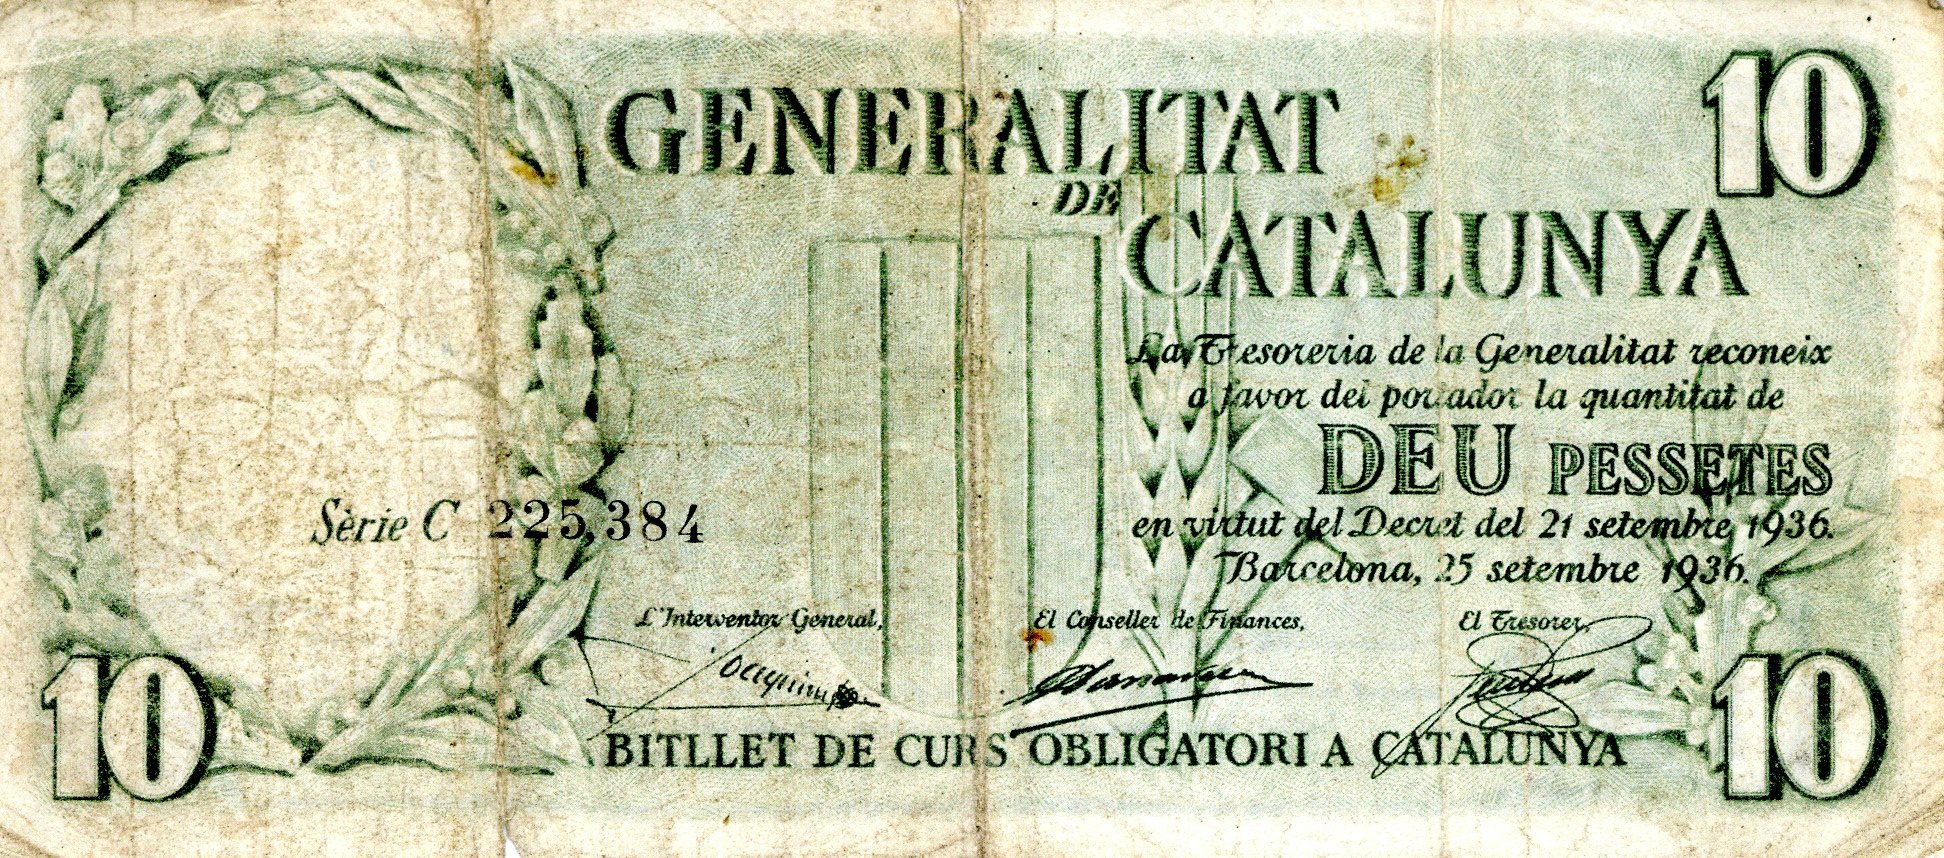 10
GENERALITAT
DE
CATALUNYA
La Tresoreria de la Generalitat reconeix
a favor del portador la quantitat de
DEU PESSETES
en virtut del Decret del 21 setembre 1936.
Barcelona, 25 setembre 1936.
Sèrie C 225,384
L'Interventor General,
El Conseller de Finances,
El Tresorer,
10
BITLLET DE CURS OBLIGATORI A CATALUNYA
10